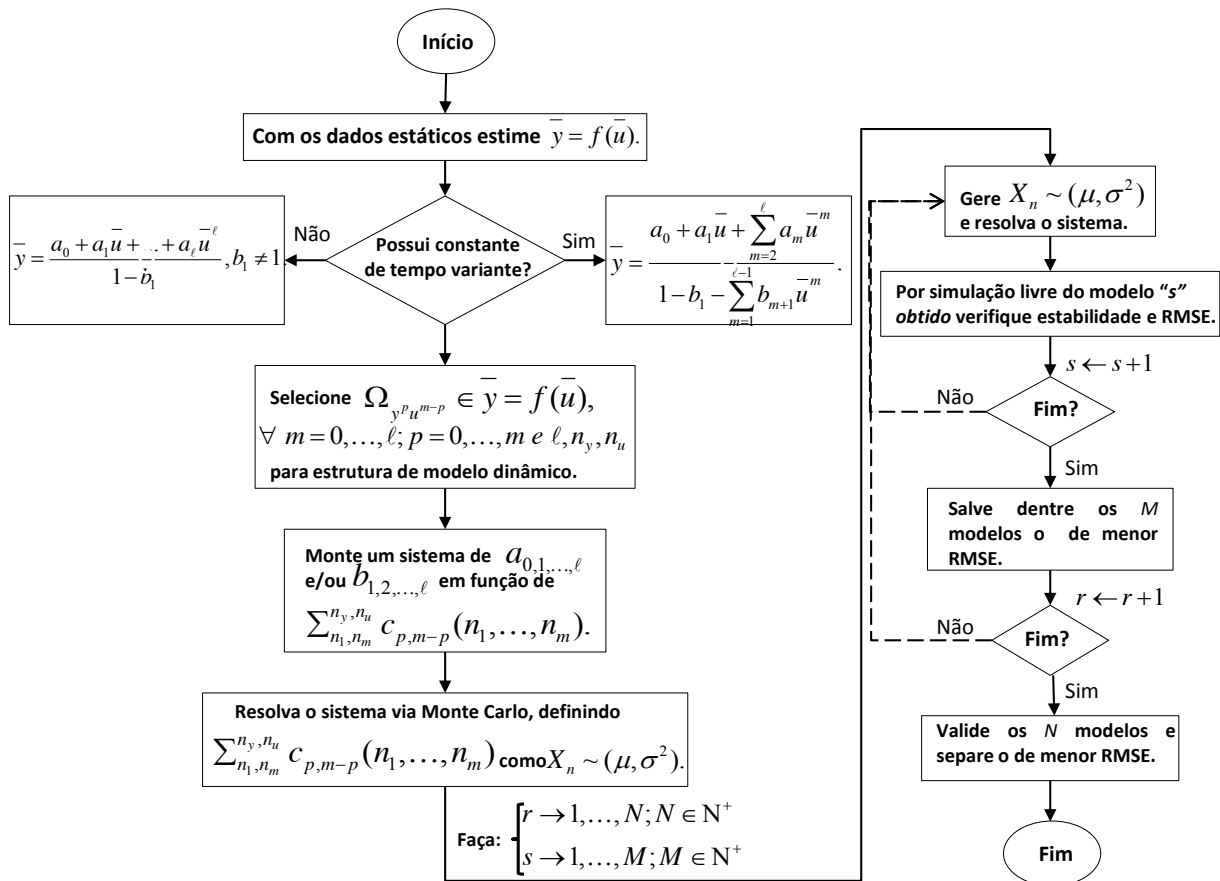 Início
Com os dados estáticos estime ȳ = f(ū).
Possui constante
de tempo variante?
Não
Sim
ȳ = (a₀ + a₁ū + ... + a_ℓ ū^ℓ) / (1 − b₁), b₁ ≠ 1.
ȳ = (a₀ + a₁ū + ∑_{m=2}^{ℓ} a_m ū^m) / (1 − b₁ − ∑_{m=1}^{ℓ−1} b_{m+1} ū^m).
Selecione Ω_{y^p u^{m−p}} ∈ ȳ = f(ū),
∀ m = 0,…,ℓ; p = 0,…,m e ℓ, n_y, n_u
para estrutura de modelo dinâmico.
Monte um sistema de a_{0,1,…,ℓ}
e/ou b_{1,2,…,ℓ} em função de
∑_{n₁,n_m}^{n_y,n_u} c_{p,m−p}(n₁,…,n_m).
Resolva o sistema via Monte Carlo, definindo
∑_{n₁,n_m}^{n_y,n_u} c_{p,m−p}(n₁,…,n_m) como X_n ~ (μ,σ²).
Faça: { r → 1,…,N; N ∈ N⁺
s → 1,…,M; M ∈ N⁺
Gere X_n ~ (μ,σ²)
e resolva o sistema.
Por simulação livre do modelo “s”
obtido verifique estabilidade e RMSE.
s ← s+1
Não
Fim?
Sim
Salve dentre os M
modelos o de menor
RMSE.
r ← r+1
Não
Fim?
Sim
Valide os N modelos e
separe o de menor RMSE.
Fim